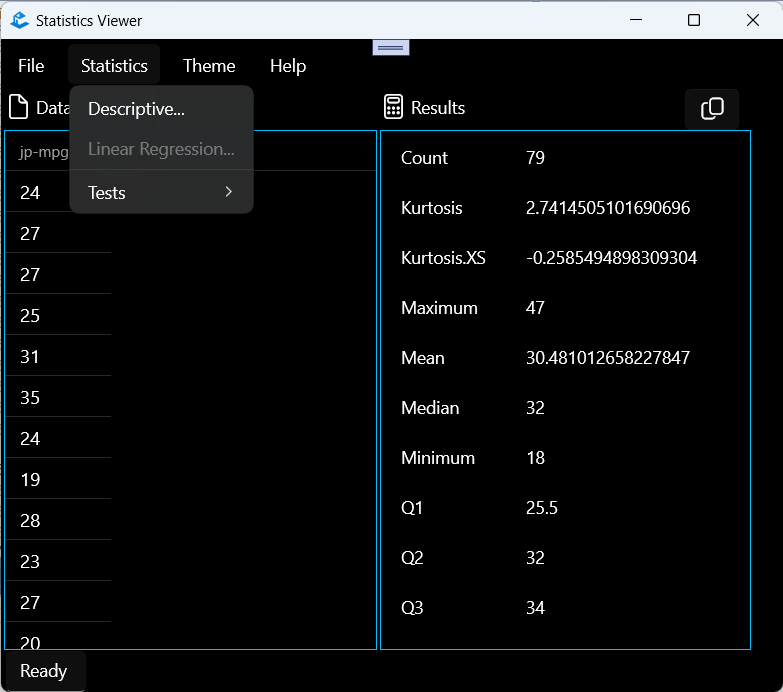 Statistics Viewer
File Statistics Theme Help
Data
Descriptive...
Linear Regression...
Tests
jp-mpg
24
27
27
25
31
35
24
19
28
23
27
20
Results
Count 79
Kurtosis 2.7414505101690696
Kurtosis.XS -0.2585494898309304
Maximum 47
Mean 30.481012658227847
Median 32
Minimum 18
Q1 25.5
Q2 32
Q3 34
Ready